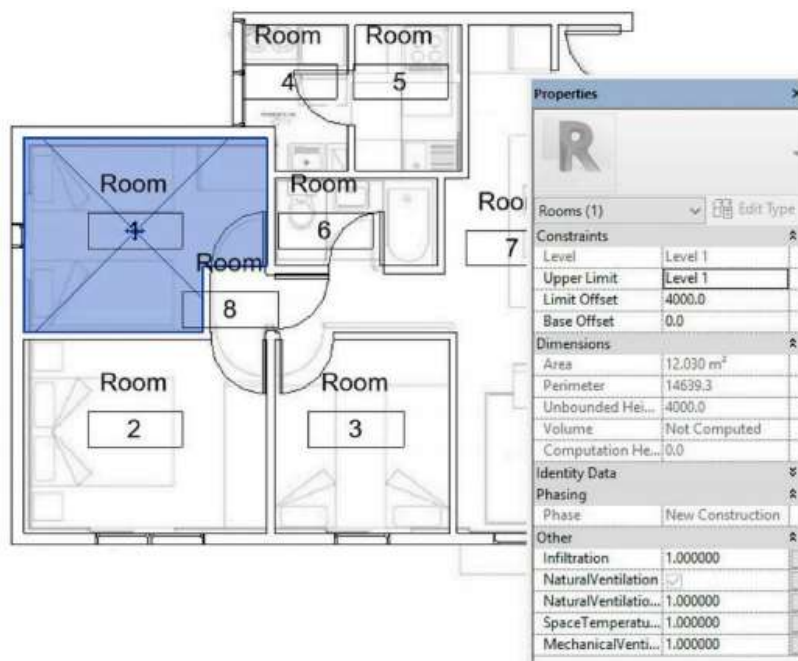 Room
4
Room
5
Room
1
Room
6
Roo
7
Room
8
Room
2
Room
3
Properties
R
Rooms (1)
Edit Type
Constraints
Level Level 1
Upper Limit Level 1
Limit Offset 4000.0
Base Offset 0.0
Dimensions
Area 12.030 m²
Perimeter 14639.3
Unbounded Hei... 4000.0
Volume Not Computed
Computation He... 0.0
Identity Data
Phasing
Phase New Construction
Other
Infiltration 1.000000
NaturalVentilation
NaturalVentilatio... 1.000000
SpaceTemperatu... 1.000000
MechanicalVenti... 1.000000